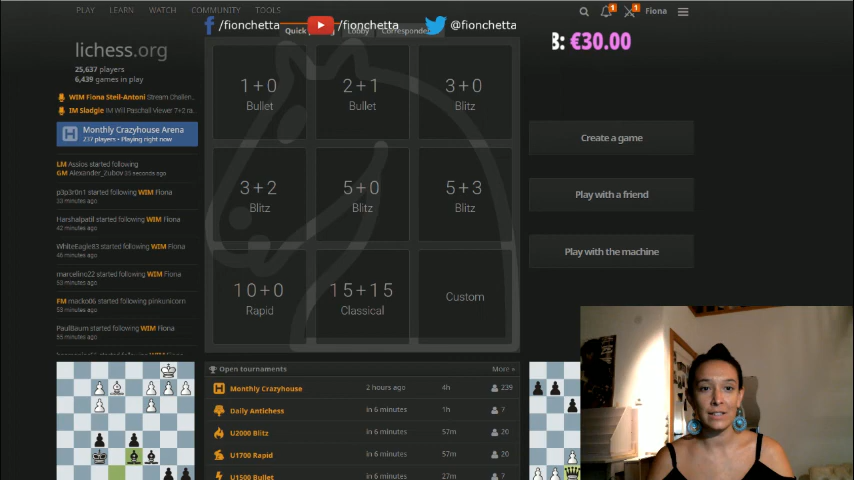 PLAY LEARN WATCH COMMUNITY TOOLS
/fionchetta /fionchetta @fionchetta
1 1 Fiona
Lobby Corresponden
lichess.org
25,637 players
6,439 games in play
WIM Fiona Steil-Antoni Stream Challen...
IM Sladgie IM Will Paschall Viewer 7+2 ra...
Monthly Crazyhouse Arena
237 players • Playing right now
LM Assios started following
GM Alexander_Zubov 35 seconds ago
p3p3r0n1 started following WIM Fiona
33 minutes ago
Harshalpatil started following WIM Fiona
42 minutes ago
WhiteEagle83 started following WIM Fiona
46 minutes ago
marcelino22 started following WIM Fiona
53 minutes ago
FM macko06 started following pinkunicorn
53 minutes ago
PaulBaum started following WIM Fiona
55 minutes ago
1+0
Bullet
2+1
Bullet
3+0
Blitz
3+2
Blitz
5+0
Blitz
5+3
Blitz
10+0
Rapid
15+15
Classical
Custom
: €30.00
Create a game
Play with a friend
Play with the machine
Open tournaments More »
Monthly Crazyhouse 2 hours ago 4h 239
Daily Antichess in 6 minutes 1h 7
U2000 Blitz in 6 minutes 57m 20
U1700 Rapid in 6 minutes 57m 20
U1500 Bullet in 6 minutes 27m 7